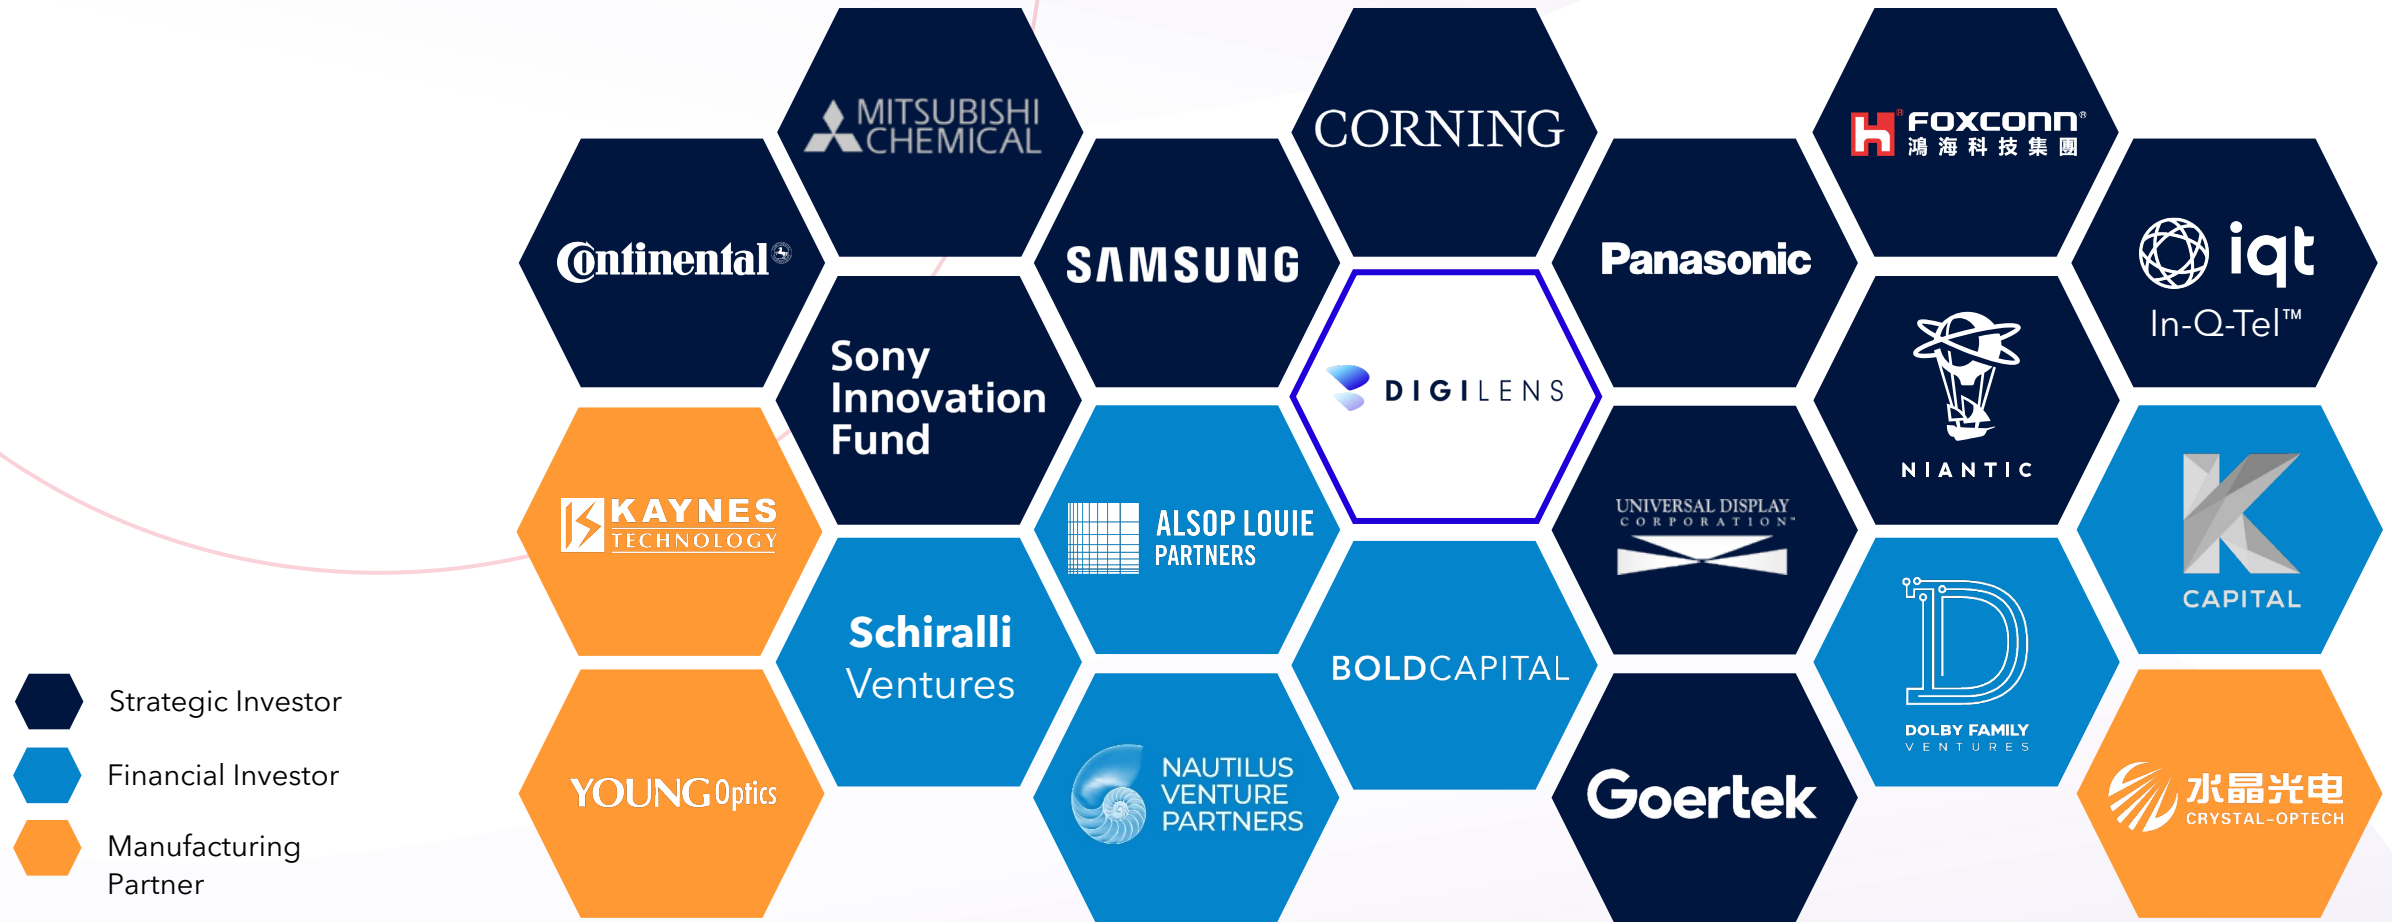 MITSUBISHI
CHEMICAL
CORNING
FOXCONN®
鴻海科技集團
Continental
SAMSUNG
Panasonic
iqt
In-Q-Tel™
Sony
Innovation
Fund
DIGILENS
NIANTIC
KAYNES
TECHNOLOGY
ALSOP LOUIE
PARTNERS
UNIVERSAL DISPLAY
CORPORATION™
K
CAPITAL
Schiralli
Ventures
BOLDCAPITAL
D
DOLBY FAMILY
VENTURES
YOUNG Optics
NAUTILUS
VENTURE
PARTNERS
Goertek
水晶光电
CRYSTAL-OPTECH
Strategic Investor
Financial Investor
Manufacturing
Partner